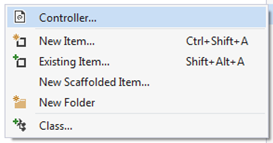 Controller...
New Item... Ctrl+Shift+A
Existing Item... Shift+Alt+A
New Scaffolded Item...
New Folder
Class...